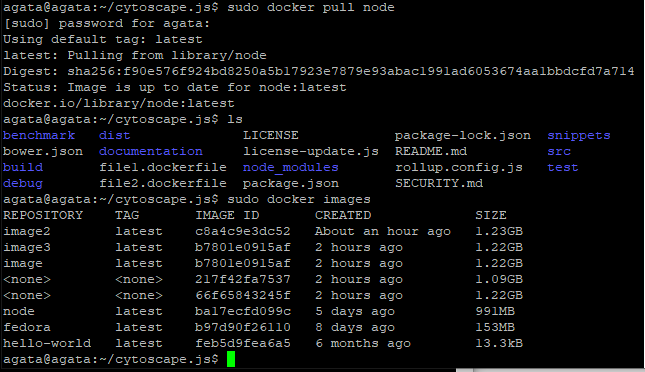 agata@agata:~/cytoscape.js$ sudo docker pull node
[sudo] password for agata:
Using default tag: latest
latest: Pulling from library/node
Digest: sha256:f90e576f924bd8250a5b17923e7879e93abac1991ad6053674aa1bbdcfd7a714
Status: Image is up to date for node:latest
docker.io/library/node:latest
agata@agata:~/cytoscape.js$ ls
benchmark dist LICENSE package-lock.json snippets
bower.json documentation license-update.js README.md src
build file1.dockerfile node_modules rollup.config.js test
debug file2.dockerfile package.json SECURITY.md
agata@agata:~/cytoscape.js$ sudo docker images
REPOSITORY TAG IMAGE ID CREATED SIZE
image2 latest c8a4c9e3dc52 About an hour ago 1.23GB
image3 latest b7801e0915af 2 hours ago 1.22GB
image latest b7801e0915af 2 hours ago 1.22GB
<none> <none> 217f42fa7537 2 hours ago 1.09GB
<none> <none> 66f65843245f 2 hours ago 1.22GB
node latest ba17ecfd099c 5 days ago 991MB
fedora latest b97d90f26110 8 days ago 153MB
hello-world latest feb5d9fea6a5 6 months ago 13.3kB
agata@agata:~/cytoscape.js$